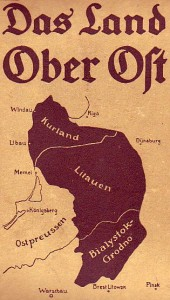 Das Land
Ober Ost
Windau
Riga
Kurland
Libau
Dünaburg
Memel
Litauen
Königsberg
Ostpreussen
Bialystok-
Grodno
Warschau
Brest Litowsk
Pinsk